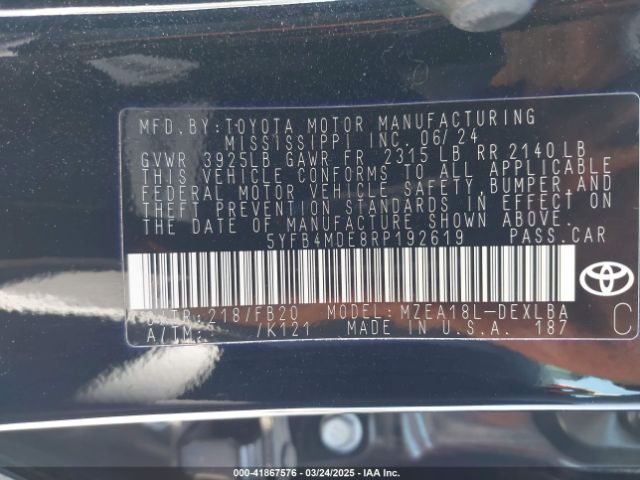 MFD.BY:TOYOTA MOTOR MANUFACTURING
MISSISSIPPI INC. 06/24
GVWR 3925LB GAWR FR 2315 LB RR 2140 LB
THIS VEHICLE CONFORMS TO ALL APPLICABLE
FEDERAL MOTOR VEHICLE SAFETY, BUMPER, AND
THEFT PREVENTION STANDARDS IN EFFECT ON
THE DATE OF MANUFACTURE SHOWN ABOVE.
5YFB4MDE8RP192619 PASS.CAR
C/TR:218/FB20 MODEL:MZEA18L-DEXLBA
A/TM: /K121 MADE IN U.S.A. 187
C
000-41867576 — 03/24/2025 — IAAI.COM